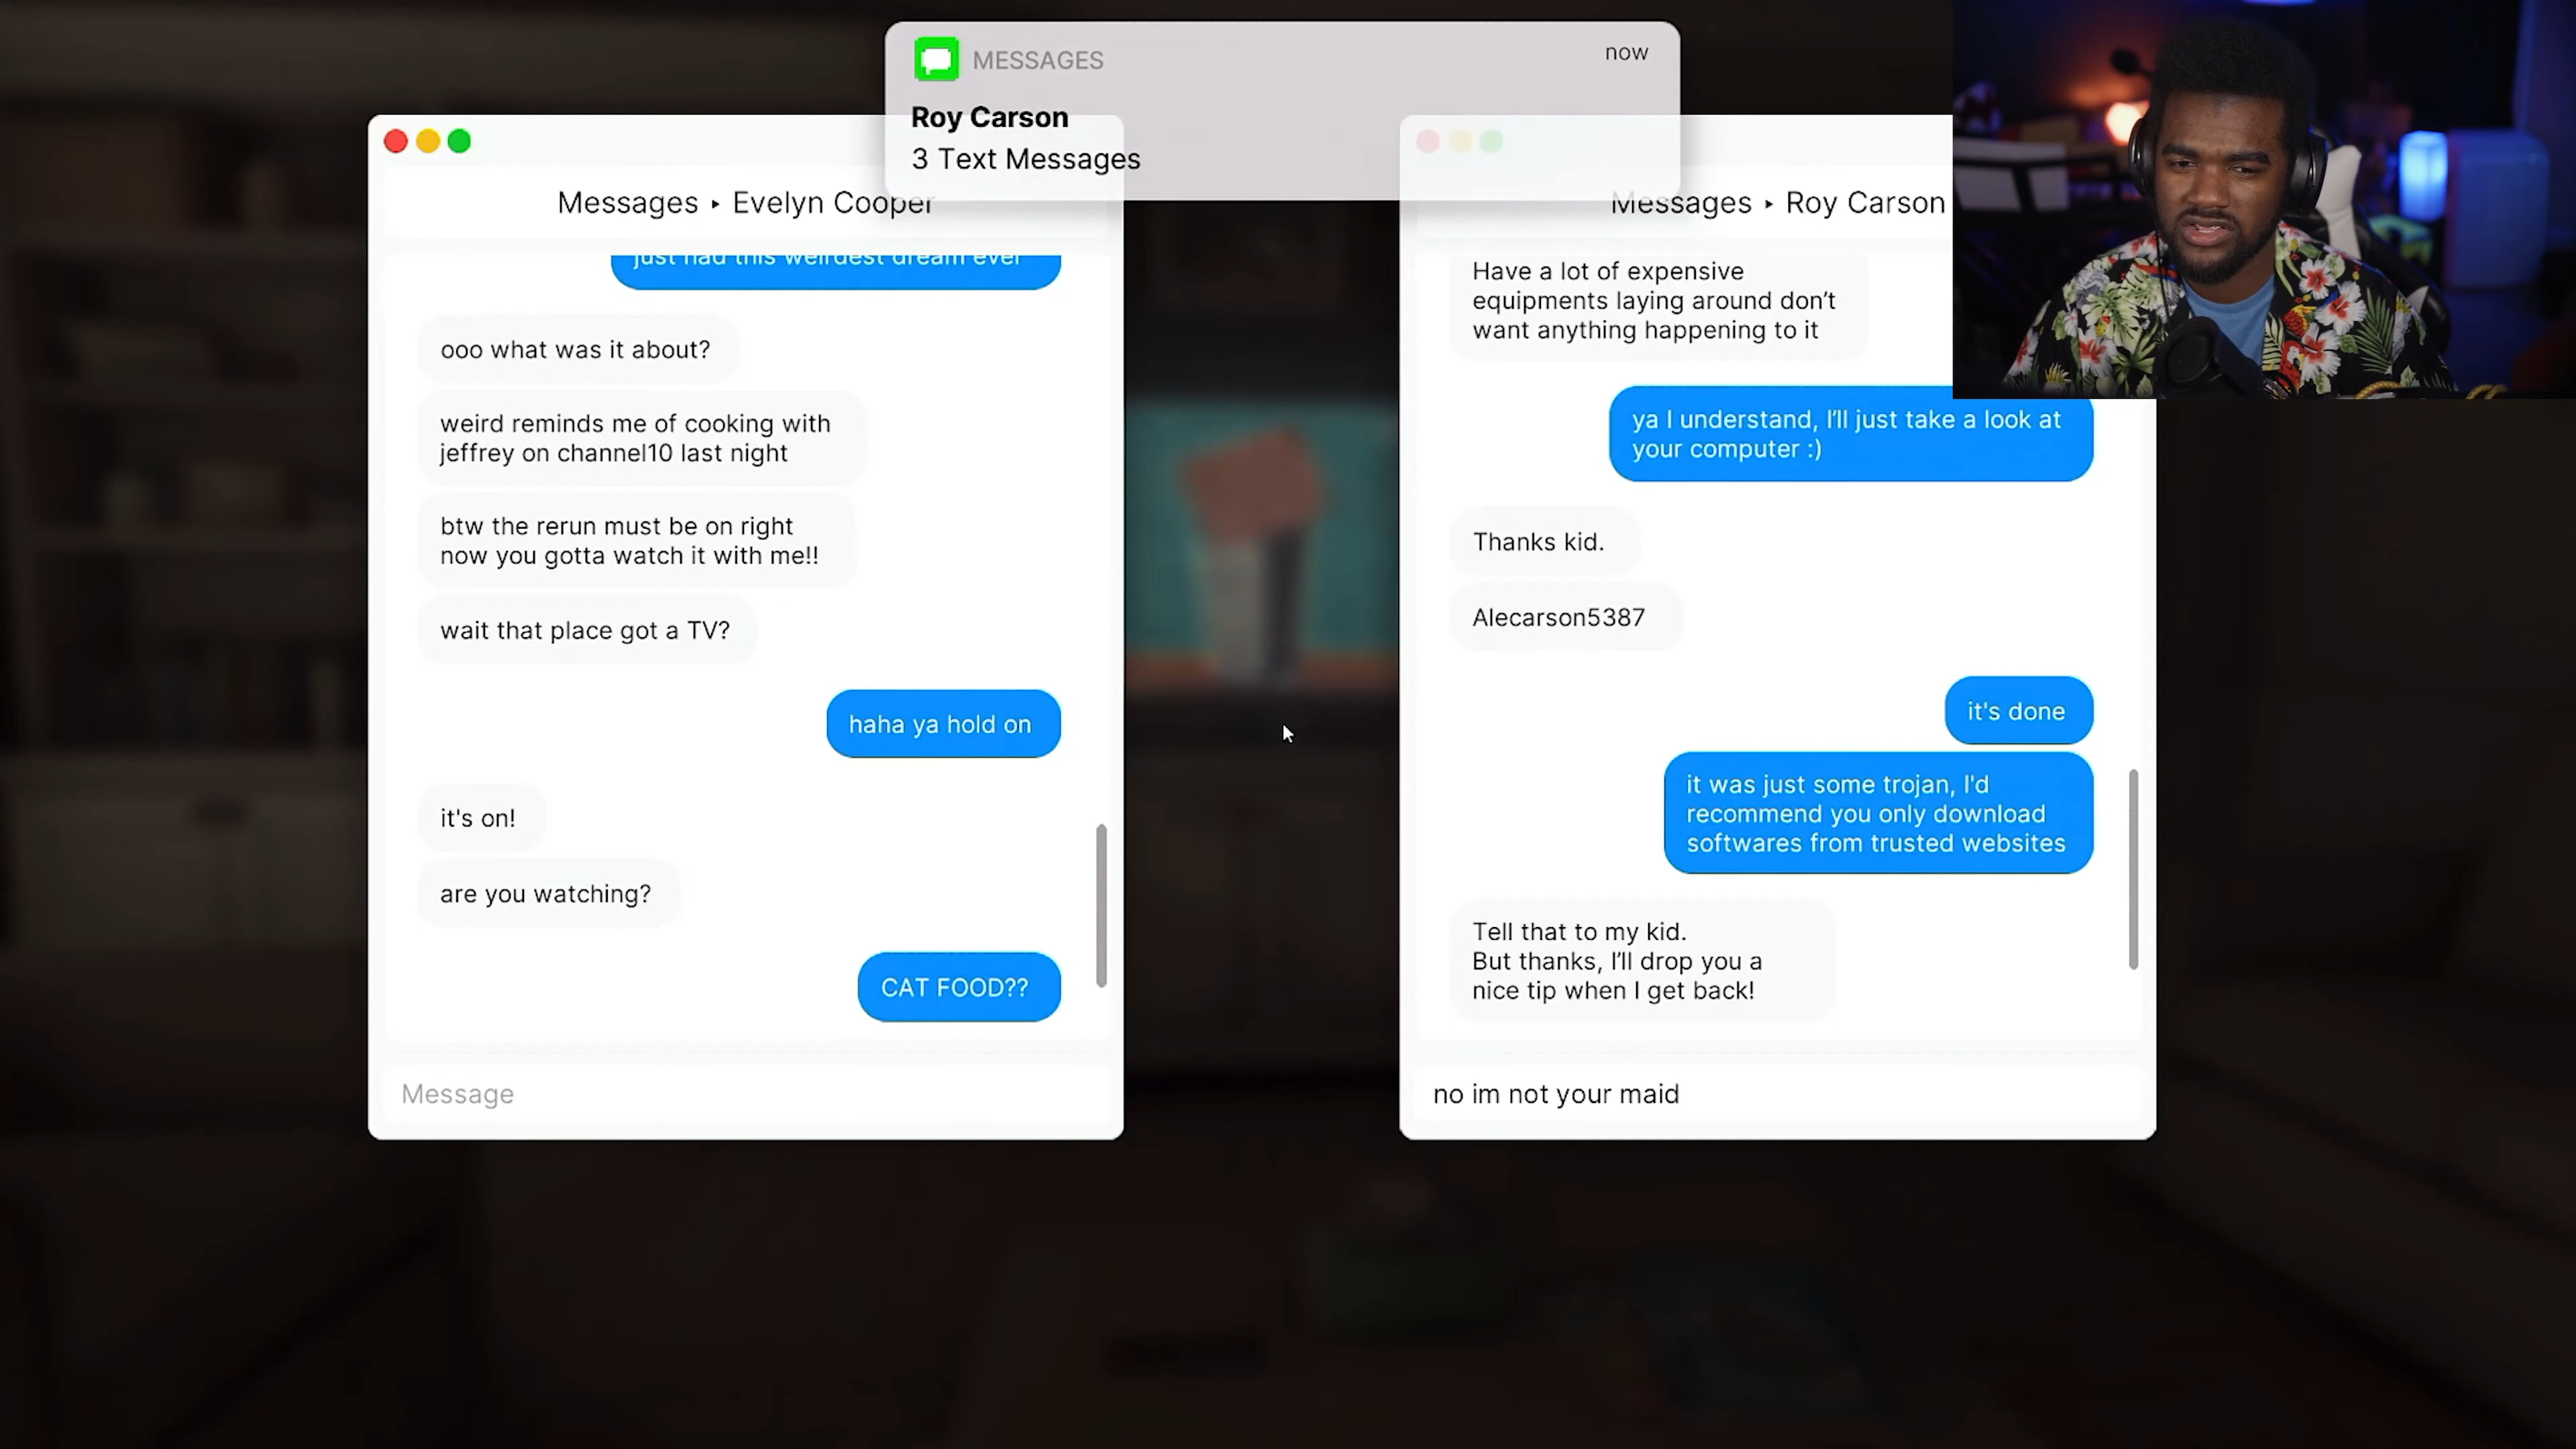 MESSAGES
now
Roy Carson
3 Text Messages
Messages ▸ Evelyn Cooper
just had this weirdest dream ever
ooo what was it about?
weird reminds me of cooking with
jeffrey on channel10 last night
btw the rerun must be on right
now you gotta watch it with me!!
wait that place got a TV?
haha ya hold on
it's on!
are you watching?
CAT FOOD??
Message
Messages ▸ Roy Carson
Have a lot of expensive
equipments laying around don't
want anything happening to it
ya I understand, I'll just take a look at
your computer :)
Thanks kid.
Alecarson5387
it's done
it was just some trojan, I'd
recommend you only download
softwares from trusted websites
Tell that to my kid.
But thanks, I'll drop you a
nice tip when I get back!
no im not your maid